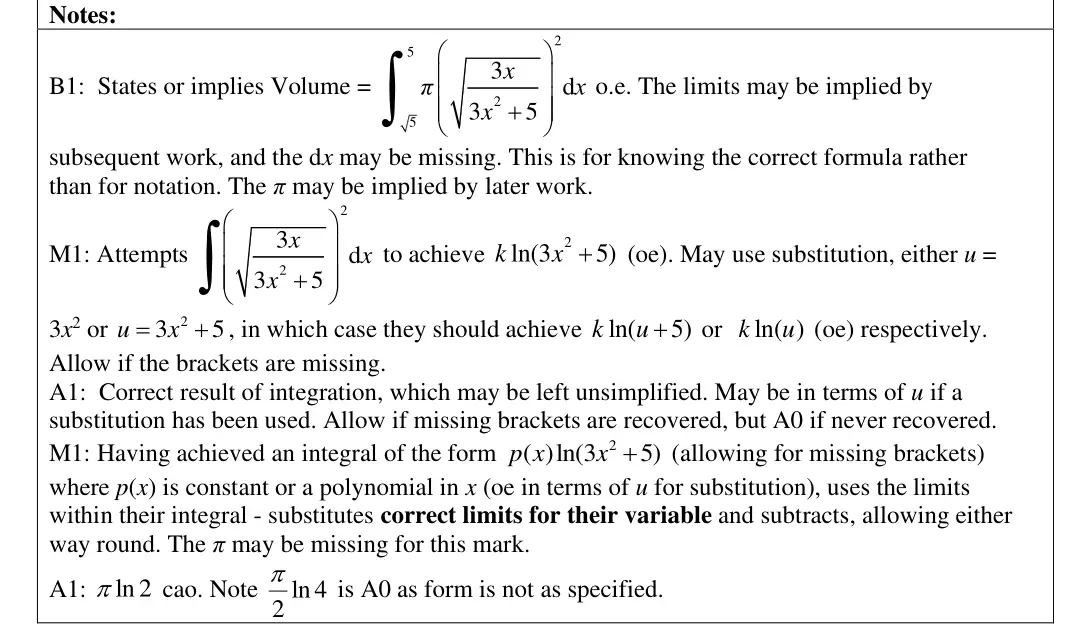 Notes:
B1: States or implies Volume = ∫_{√5}^{5} π(√(3x/(3x²+5)))² dx o.e. The limits may be implied by
subsequent work, and the dx may be missing. This is for knowing the correct formula rather
than for notation. The π may be implied by later work.
M1: Attempts ∫(√(3x/(3x²+5)))² dx to achieve k ln(3x²+5) (oe). May use substitution, either u =
3x² or u = 3x²+5, in which case they should achieve k ln(u+5) or k ln(u) (oe) respectively.
Allow if the brackets are missing.
A1: Correct result of integration, which may be left unsimplified. May be in terms of u if a
substitution has been used. Allow if missing brackets are recovered, but A0 if never recovered.
M1: Having achieved an integral of the form p(x)ln(3x²+5) (allowing for missing brackets)
where p(x) is constant or a polynomial in x (oe in terms of u for substitution), uses the limits
within their integral - substitutes correct limits for their variable and subtracts, allowing either
way round. The π may be missing for this mark.
A1: π ln 2 cao. Note π/2 ln 4 is A0 as form is not as specified.